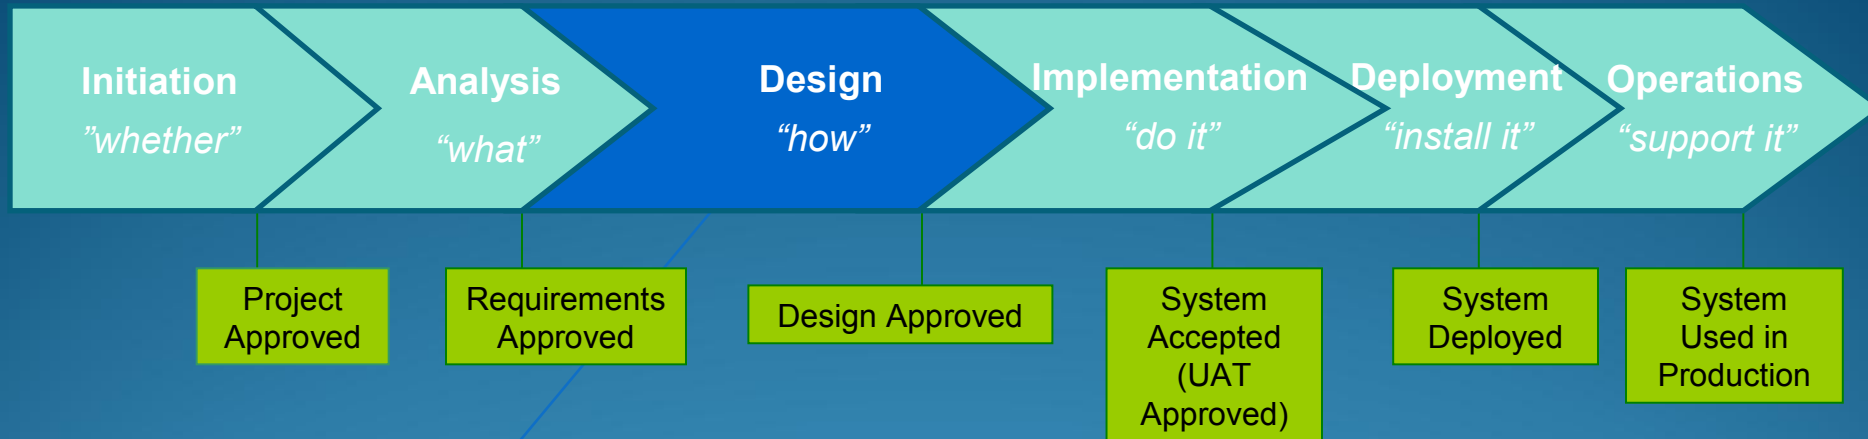 Initiation
”whether”
Analysis
“what”
Design
“how”
Implementation
“do it”
Deployment
“install it”
Operations
“support it”
Project
Approved
Requirements
Approved
Design Approved
System
Accepted
(UAT
Approved)
System
Deployed
System
Used in
Production